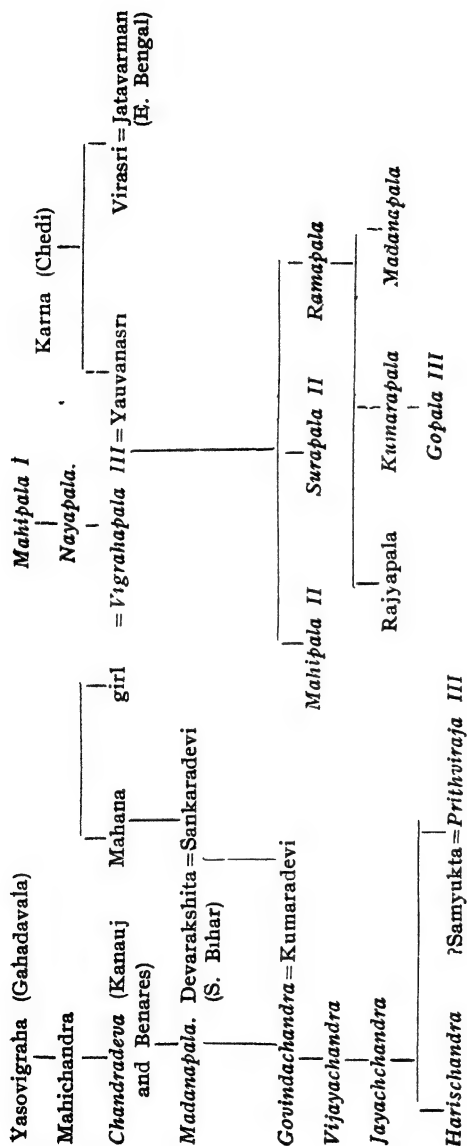 Karna (Chedi)
Virasri = Jatavarman
(E. Bengal)
Mahipala I
Nayapala.
= Vigrahapala III = Yauvanasri
Mahipala II Surapala II Ramapala
Rajyapala Kumarapala Madanapala
Gopala III
Yasovigraha (Gahadavala)
Mahichandra
Mahana girl
Chandradeva (Kanauj
and Benares)
Madanapala. Devarakshita = Sankaradevi
(S. Bihar)
Govindachandra = Kumaradevi
Vijayachandra
Jayachchandra
Harischandra ?Samyukta = Prithviraja III